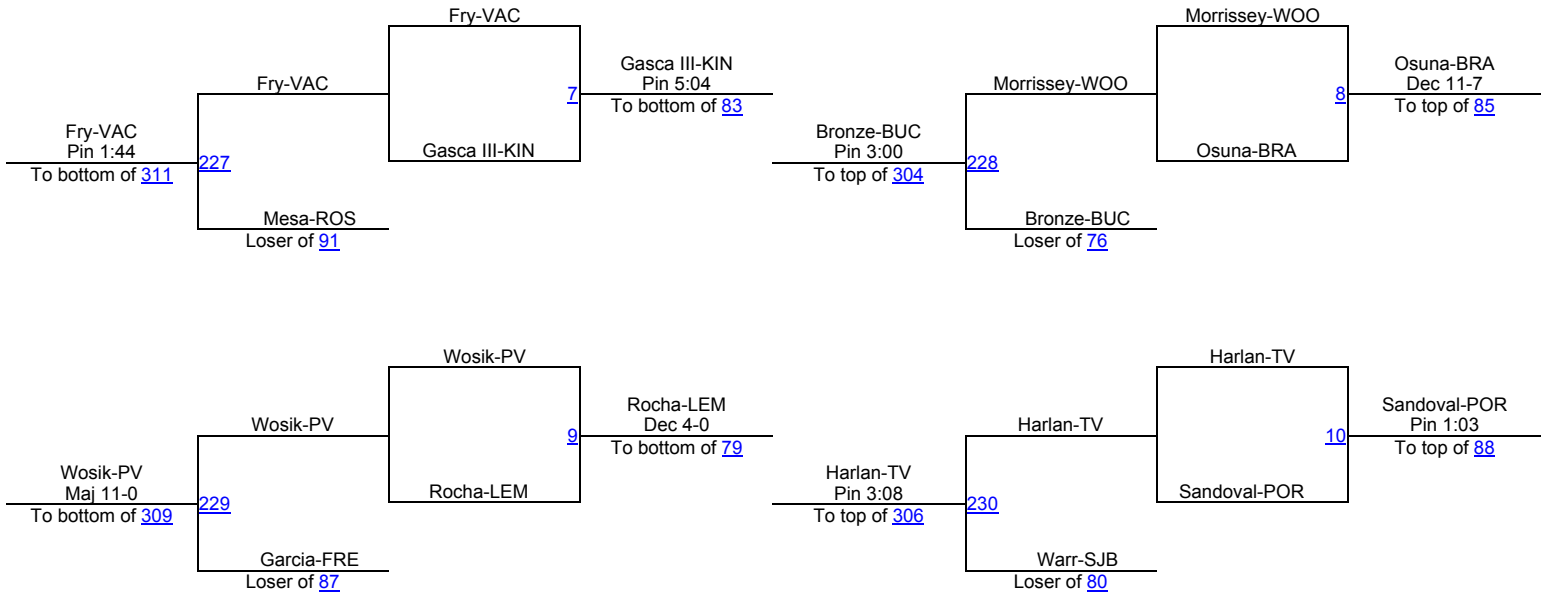 Fry-VAC
Gasca III-KIN
Pin 5:04
To bottom of 83
7
Fry-VAC
Gasca III-KIN
Fry-VAC
Pin 1:44
To bottom of 311
227
Mesa-ROS
Loser of 91
Morrissey-WOO
Osuna-BRA
Dec 11-7
To top of 85
8
Morrissey-WOO
Osuna-BRA
Bronze-BUC
Pin 3:00
To top of 304
228
Bronze-BUC
Loser of 76
Wosik-PV
Rocha-LEM
Dec 4-0
To bottom of 79
9
Wosik-PV
Rocha-LEM
Wosik-PV
Maj 11-0
To bottom of 309
229
Garcia-FRE
Loser of 87
Harlan-TV
Sandoval-POR
Pin 1:03
To top of 88
10
Harlan-TV
Sandoval-POR
Harlan-TV
Pin 3:08
To top of 306
230
Warr-SJB
Loser of 80